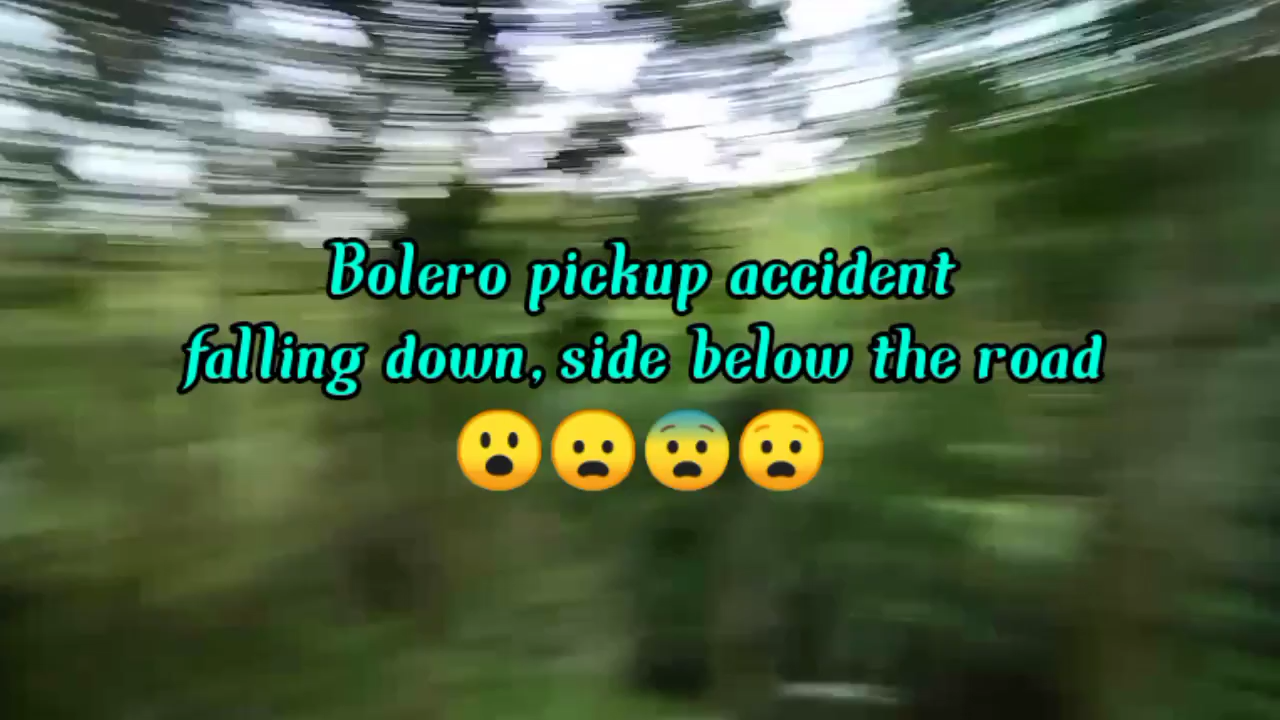 Bolero pickup accident
falling down, side below the road
😮😦😨😧